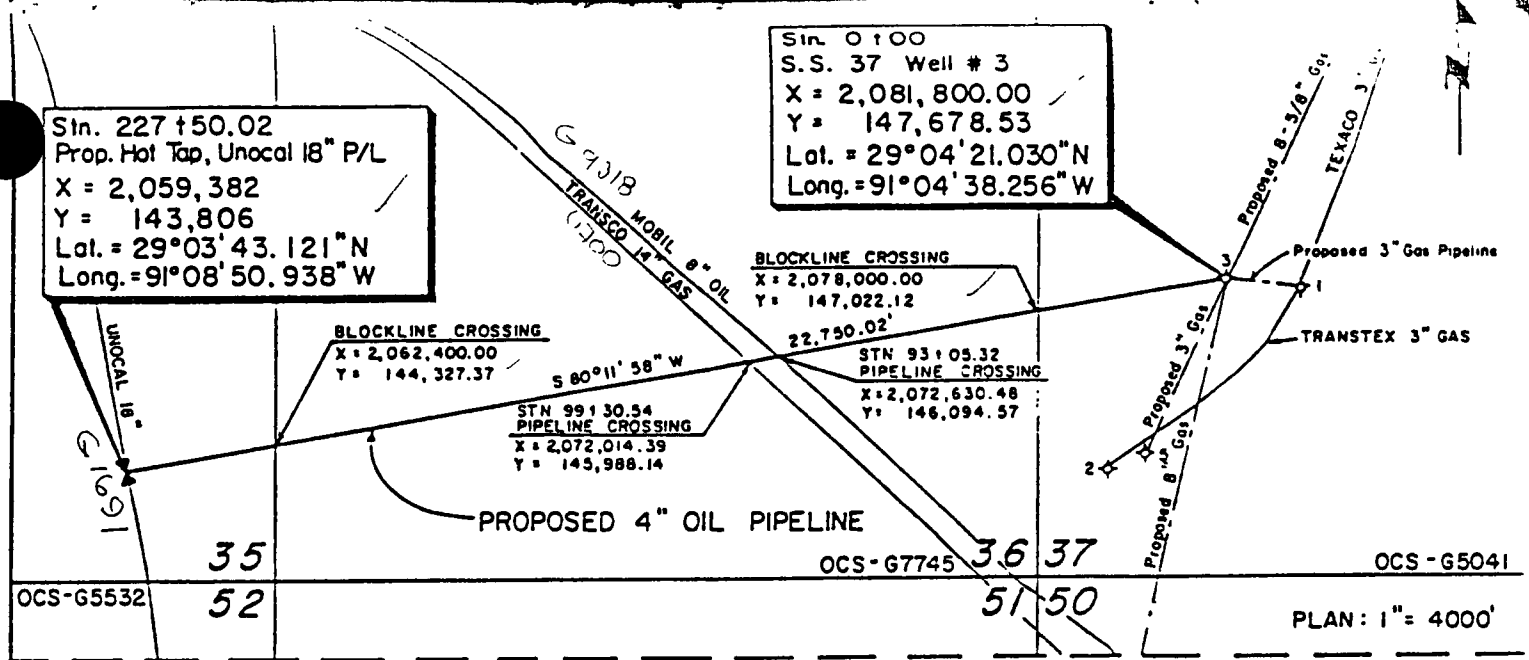 Stn. 227+50.02
Prop. Hot Tap, Unocal 18" P/L
X = 2,059,382
Y = 143,806
Lat. = 29°03'43.121"N
Long. = 91°08'50.938"W
Stn. 0+00
S.S. 37 Well # 3
X = 2,081,800.00
Y = 147,678.53
Lat. = 29°04'21.030"N
Long. = 91°04'38.256"W
G 9318
MOBIL 8" OIL
TRANSCO 14" GAS
Proposed 8-5/8" Gas
TEXACO 3"
BLOCKLINE CROSSING
X = 2,078,000.00
Y = 147,022.12
3
Proposed 3" Gas Pipeline
1
TRANSTEX 3" GAS
UNOCAL 18"
G 1691
BLOCKLINE CROSSING
X = 2,062,400.00
Y = 144,327.37
S 80°11'58" W
22,750.02'
STN 93+05.32
PIPELINE CROSSING
X = 2,072,630.48
Y = 146,094.57
STN 99+30.54
PIPELINE CROSSING
X = 2,072,014.39
Y = 145,988.14
Proposed 3" Gas
2
Proposed 8" Gas
PROPOSED 4" OIL PIPELINE
35
OCS-G7745 36 37 OCS-G5041
OCS-G5532 52 51 50
PLAN: 1" = 4000'